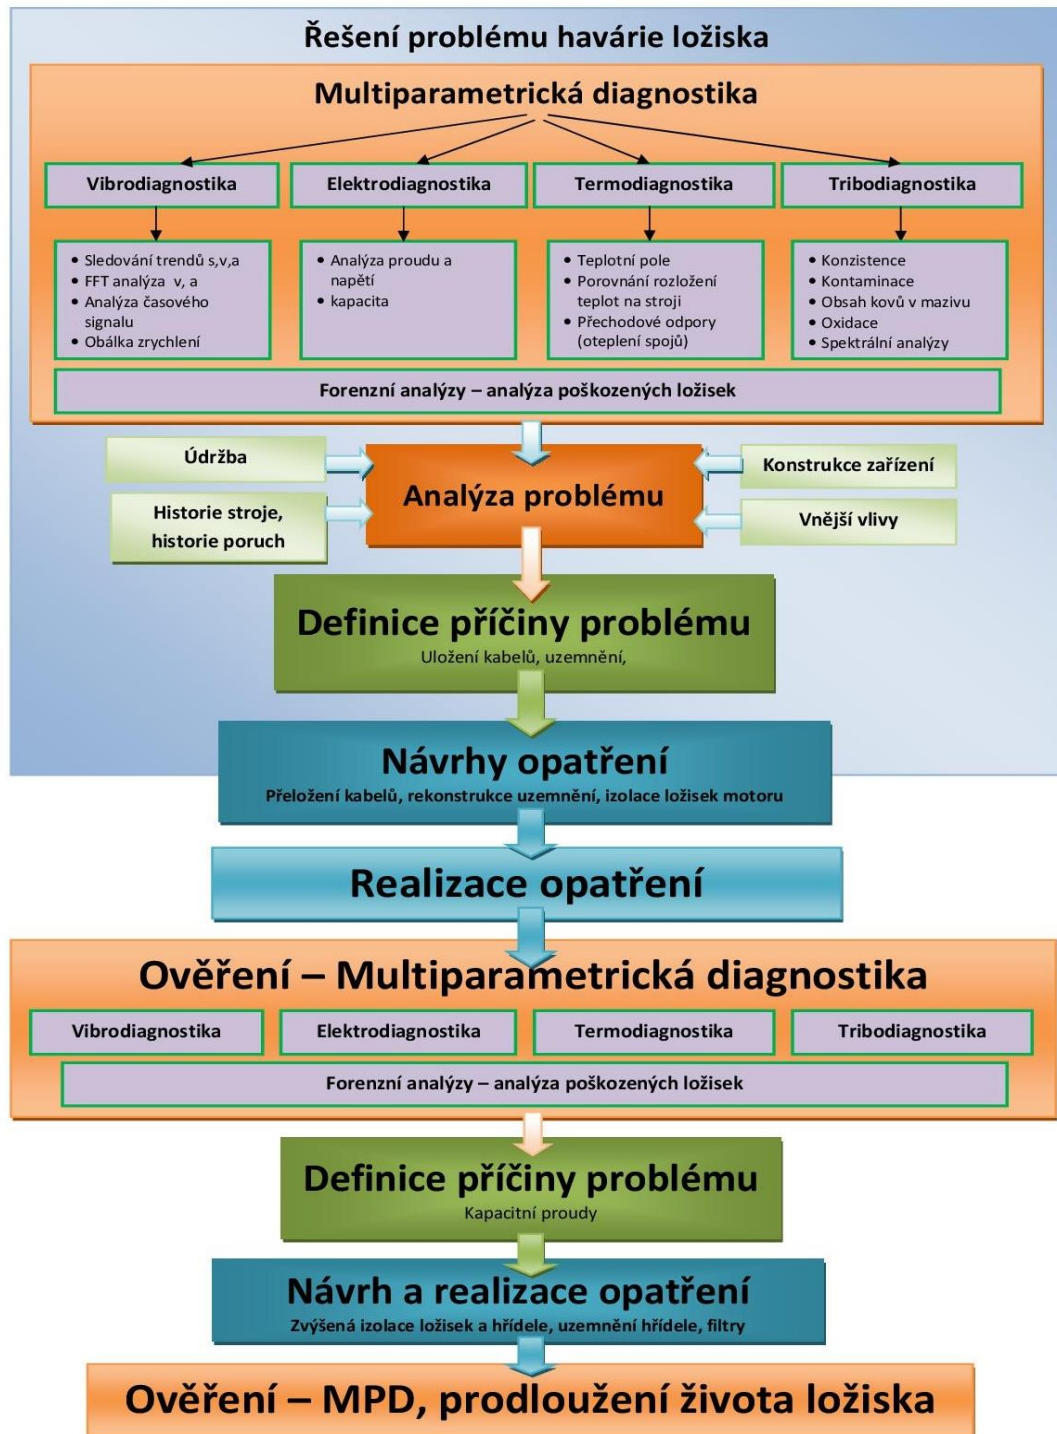 Řešení problému havárie ložiska
Multiparametrická diagnostika
Vibrodiagnostika
Elektrodiagnostika
Termodiagnostika
Tribodiagnostika
• Sledování trendů s,v,a
• FFT analýza v, a
• Analýza časového
signalu
• Obálka zrychlení
• Analýza proudu a
napětí
• kapacita
• Teplotní pole
• Porovnání rozložení
teplot na stroji
• Přechodové odpory
(oteplení spojů)
• Konzistence
• Kontaminace
• Obsah kovů v mazivu
• Oxidace
• Spektrální analýzy
Forenzní analýzy – analýza poškozených ložisek
Údržba
Historie stroje,
historie poruch
Analýza problému
Konstrukce zařízení
Vnější vlivy
Definice příčiny problému
Uložení kabelů, uzemnění,
Návrhy opatření
Přeložení kabelů, rekonstrukce uzemnění, izolace ložisek motoru
Realizace opatření
Ověření – Multiparametrická diagnostika
Vibrodiagnostika
Elektrodiagnostika
Termodiagnostika
Tribodiagnostika
Forenzní analýzy – analýza poškozených ložisek
Definice příčiny problému
Kapacitní proudy
Návrh a realizace opatření
Zvýšená izolace ložisek a hřídele, uzemnění hřídele, filtry
Ověření – MPD, prodloužení života ložiska